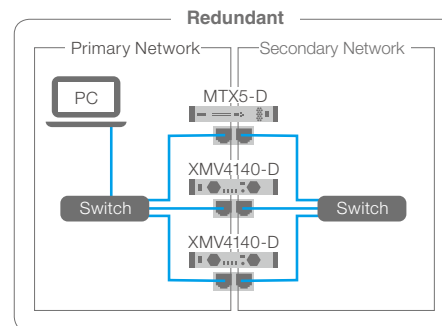 Redundant
Primary Network
Secondary Network
PC
MTX5-D
XMV4140-D
Switch
Switch
XMV4140-D